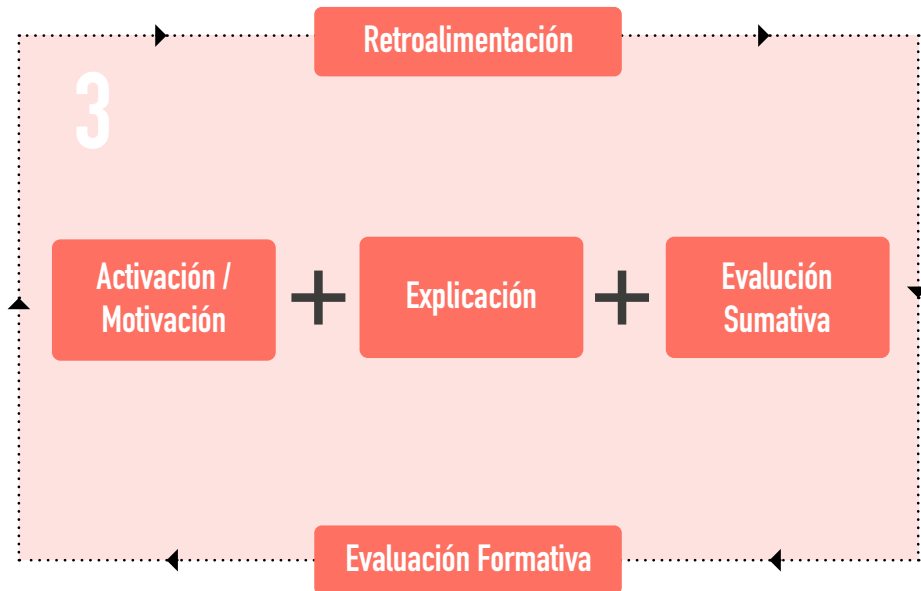 Retroalimentación
3
Activación /
Motivación
+
Explicación
+
Evalución
Sumativa
Evaluación Formativa